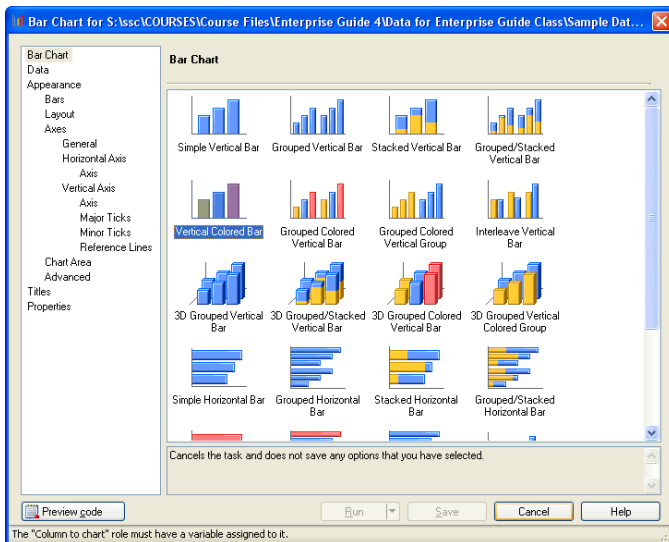 Bar Chart for S:\ssc\COURSES\Course Files\Enterprise Guide 4\Data for Enterprise Guide Class\Sample Dat...
Bar Chart
Data
Appearance
Bars
Layout
Axes
General
Horizontal Axis
Axis
Vertical Axis
Axis
Major Ticks
Minor Ticks
Reference Lines
Chart Area
Advanced
Titles
Properties
Bar Chart
Simple Vertical Bar
Grouped Vertical Bar
Stacked Vertical Bar
Grouped/Stacked
Vertical Bar
Vertical Colored Bar
Grouped Colored
Vertical Bar
Grouped Colored
Vertical Group
Interleave Vertical
Bar
3D Grouped Vertical
Bar
3D Grouped/Stacked
Vertical Bar
3D Grouped Colored
Vertical Bar
3D Grouped Vertical
Colored Group
Simple Horizontal Bar
Grouped Horizontal
Bar
Stacked Horizontal
Bar
Grouped/Stacked
Horizontal Bar
Cancels the task and does not save any options that you have selected.
Preview code
Run
Save
Cancel
Help
The "Column to chart" role must have a variable assigned to it.